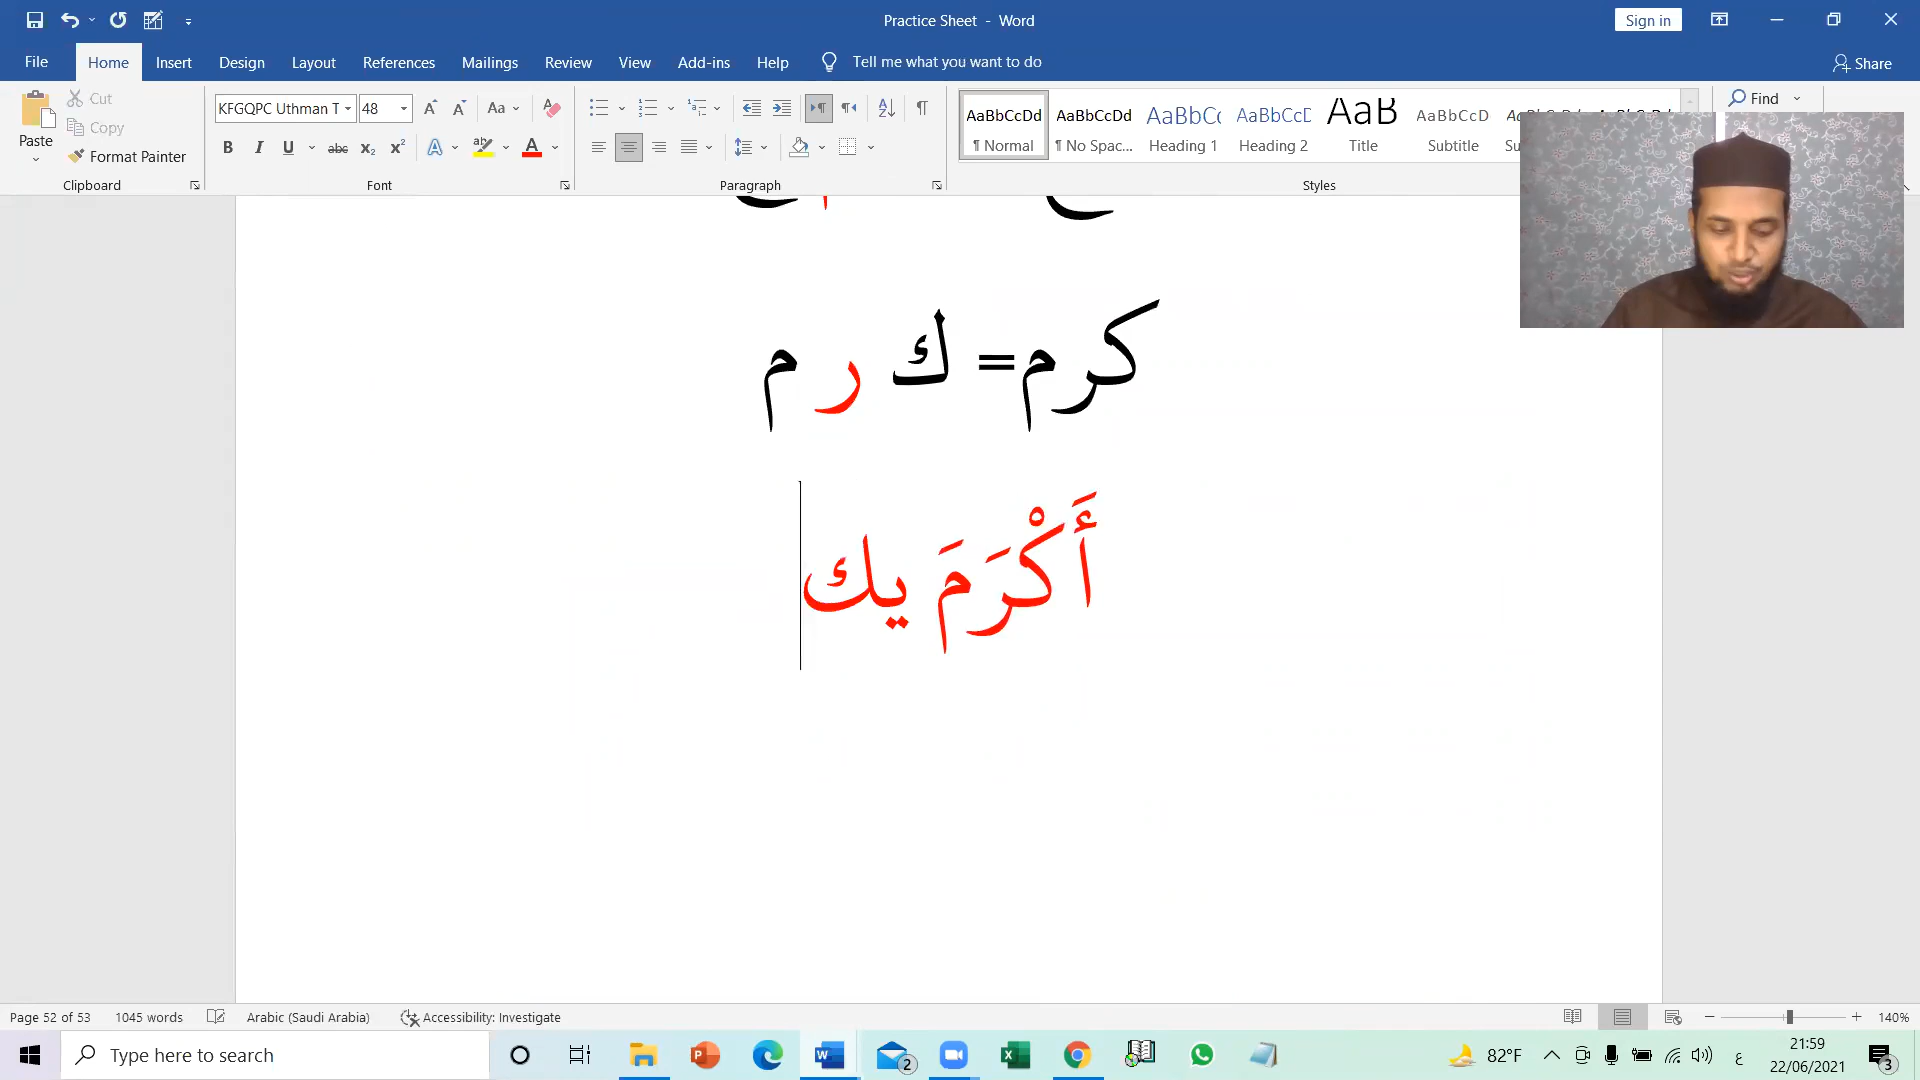 Practice Sheet - Word
Sign in
File Home Insert Design Layout References Mailings Review View Add-ins Help Tell me what you want to do Share
Paste
Cut
Copy
Format Painter
Clipboard
KFGQPC Uthman T 48
Font
Paragraph
AaBbCcDd AaBbCcDd AaBbCc AaBbCcD AaB AaBbCcD
Normal No Spac... Heading 1 Heading 2 Title Subtitle
Styles
Find
كرم= ك ر م
أَكْرَمَ يك
Page 52 of 53 1045 words Arabic (Saudi Arabia) Accessibility: Investigate 140%
Type here to search
2
82°F
ع
21:59
22/06/2021
3